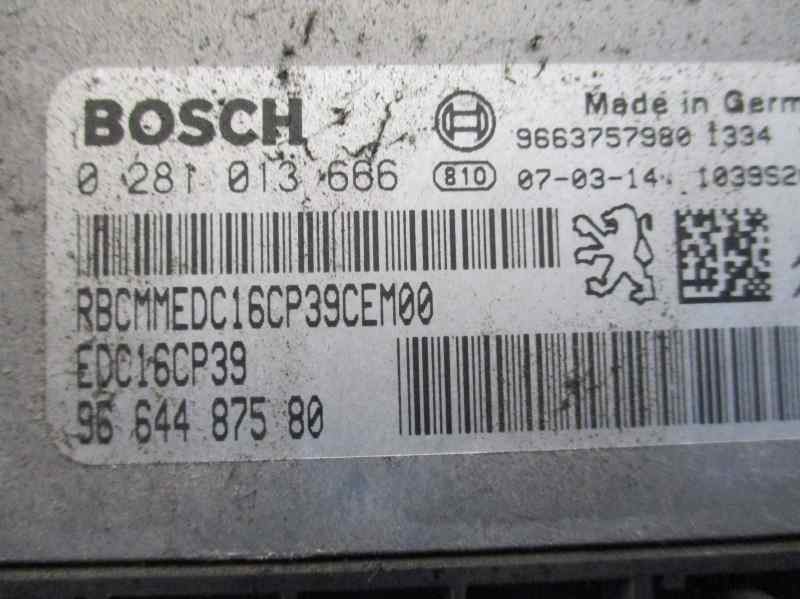 BOSCH
Made in Germ
9663757980 1334
0 281 013 666
810
07-03-14 1039S2
RBCMMEDC16CP39CEM00
EDC16CP39
96 644 875 80